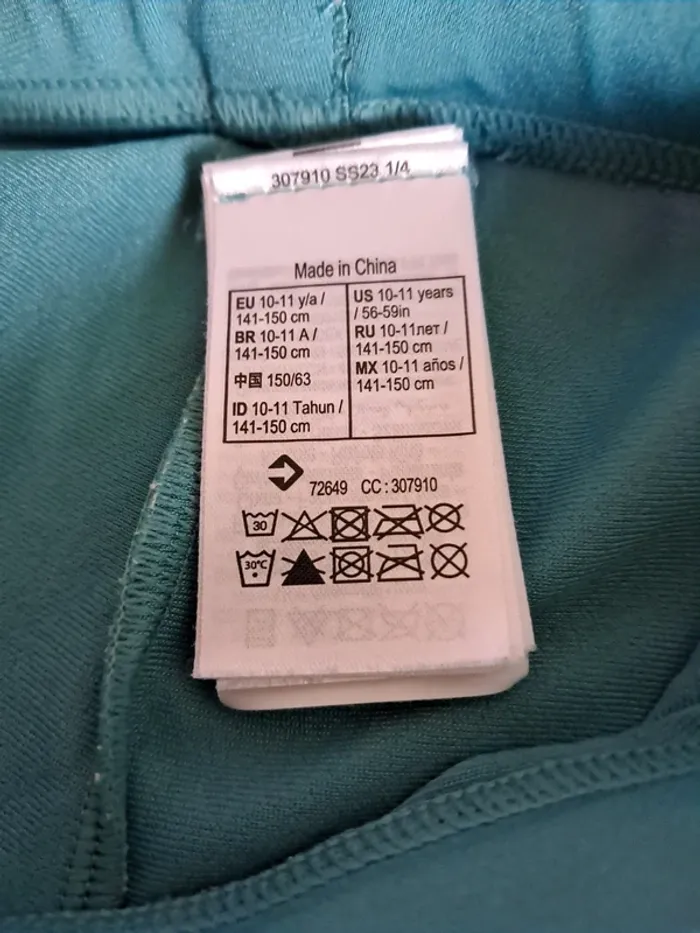 307910 SS23 1/4
Made in China
EU 10-11 y/a /
141-150 cm
BR 10-11 A /
141-150 cm
中国 150/63
ID 10-11 Tahun /
141-150 cm
US 10-11 years
/ 56-59in
RU 10-11лет /
141-150 cm
MX 10-11 años /
141-150 cm
72649 CC : 307910
30
30°C